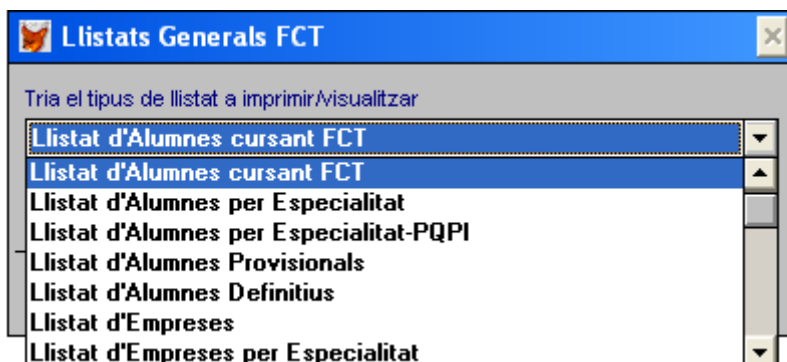 Llistats Generals FCT
Tria el tipus de llistat a imprimir/visualitzar
Llistat d'Alumnes cursant FCT
Llistat d'Alumnes cursant FCT
Llistat d'Alumnes per Especialitat
Llistat d'Alumnes per Especialitat-PQPI
Llistat d'Alumnes Provisionals
Llistat d'Alumnes Definitius
Llistat d'Empreses
Llistat d'Empreses per Especialitat